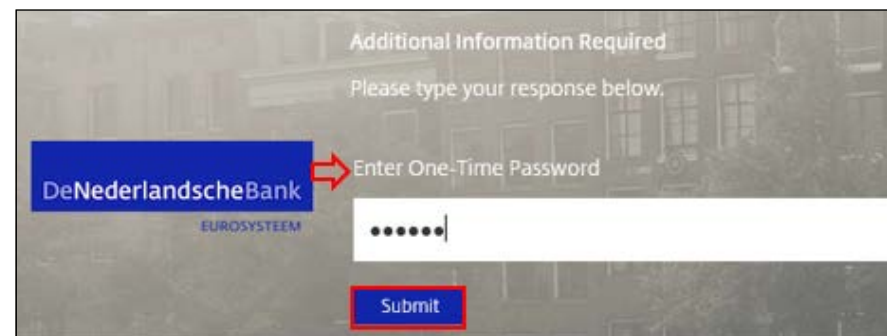 Additional Information Required
Please type your response below.
Enter One-Time Password
DeNederlandscheBank
EUROSYSTEEM
••••••
Submit